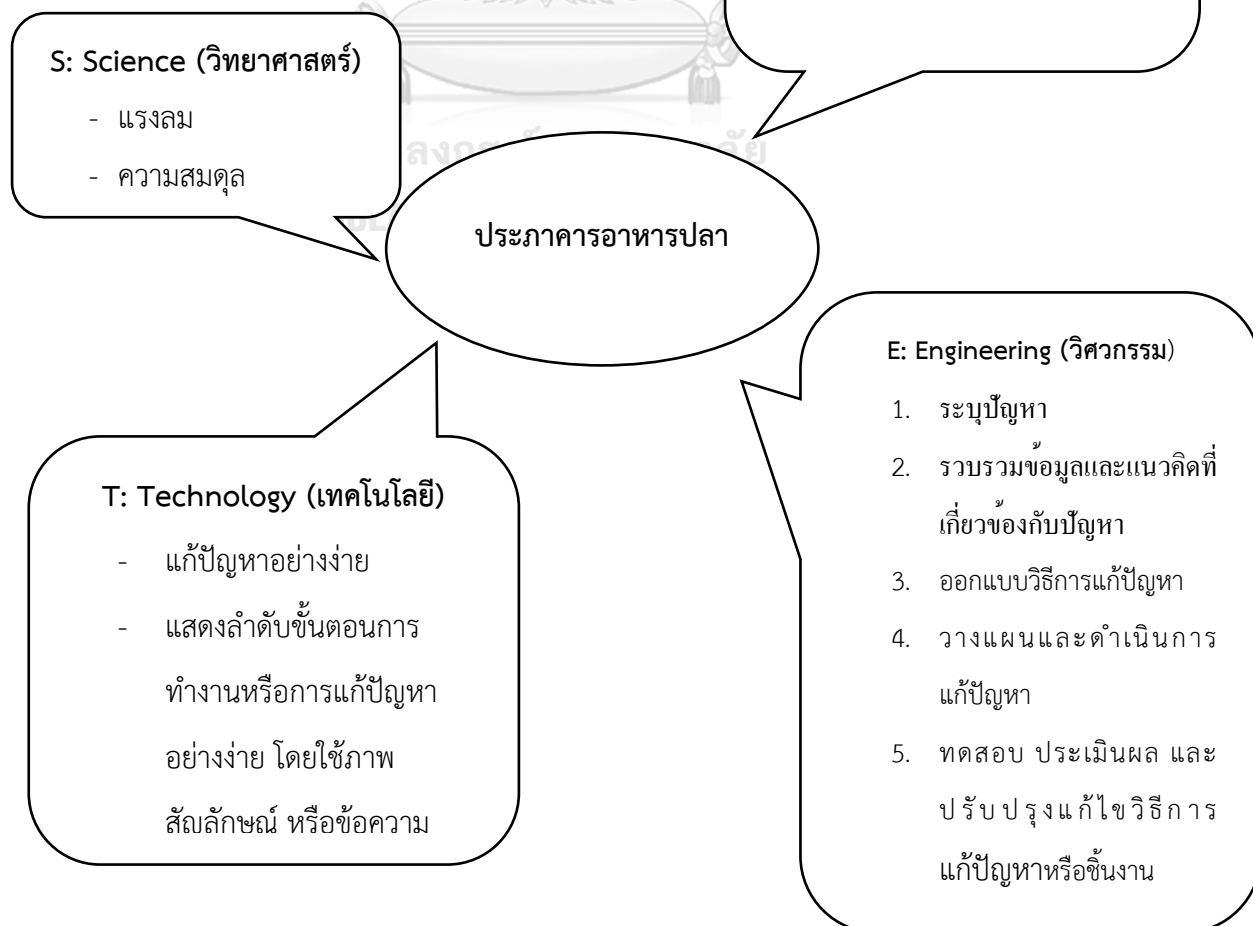 S: Science (วิทยาศาสตร์)
- แรงลม
- ความสมดุล
ประภาคารอาหารปลา
T: Technology (เทคโนโลยี)
- แก้ปัญหาอย่างง่าย
- แสดงลำดับขั้นตอนการ
ทำงานหรือการแก้ปัญหา
อย่างง่าย โดยใช้ภาพ
สัญลักษณ์ หรือข้อความ
E: Engineering (วิศวกรรม)
1. ระบุปัญหา
2. รวบรวมข้อมูลและแนวคิดที่
เกี่ยวข้องกับปัญหา
3. ออกแบบวิธีการแก้ปัญหา
4. วางแผนและดำเนินการ
แก้ปัญหา
5. ทดสอบ ประเมินผล และ
ปรับปรุงแก้ไขวิธีการ
แก้ปัญหาหรือชิ้นงาน